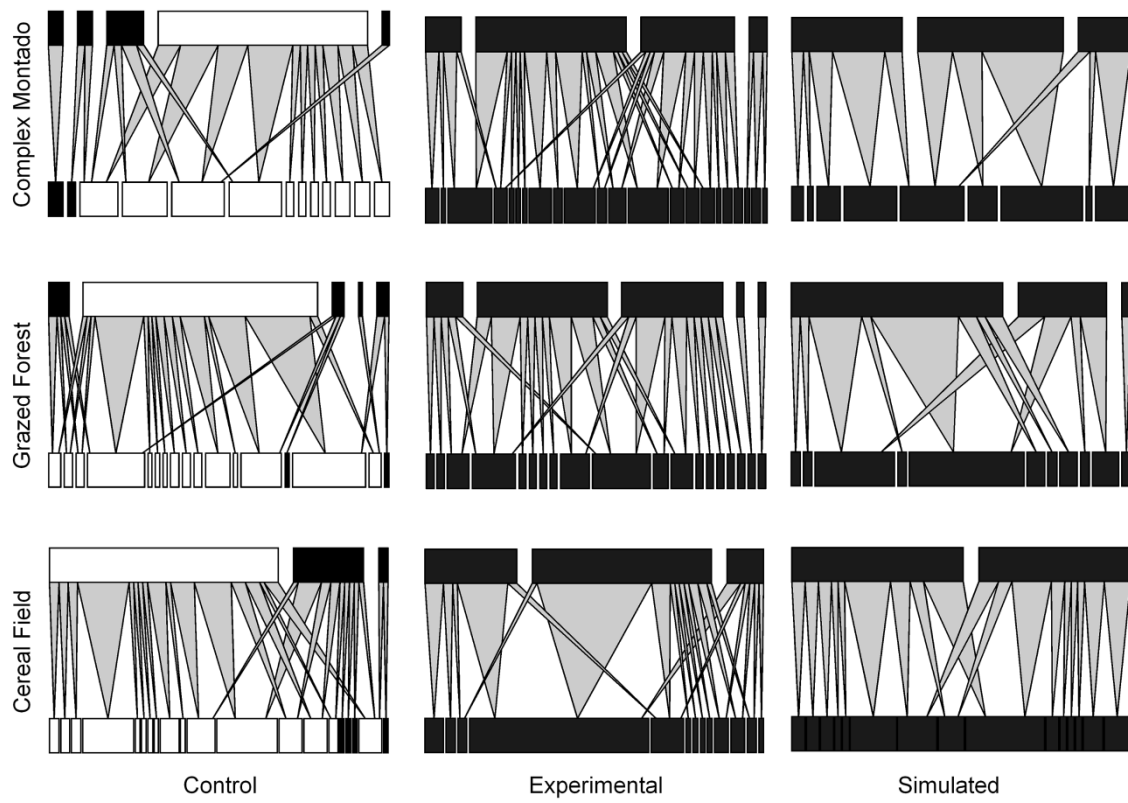 Complex Montado
Grazed Forest
Cereal Field
Control
Experimental
Simulated